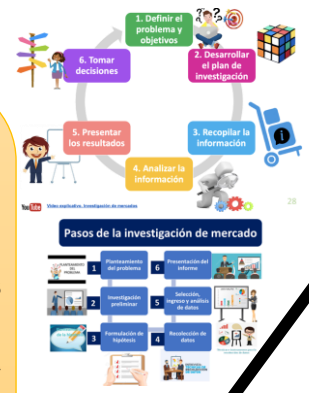 1. Definir el
problema y
objetivos
2. Desarrollar
el plan de
investigación
3. Recopilar la
información
4. Analizar la
información
5. Presentar
los resultados
6. Tomar
decisiones
You Tube
Video explicativo. Investigación de mercados
28
Pasos de la investigación de mercado
1
Planteamiento
del problema
2
Investigación
preliminar
3
Formulación de
hipótesis
4
Recolección de
datos
5
Selección,
ingreso y análisis
de datos
6
Presentación del
informe